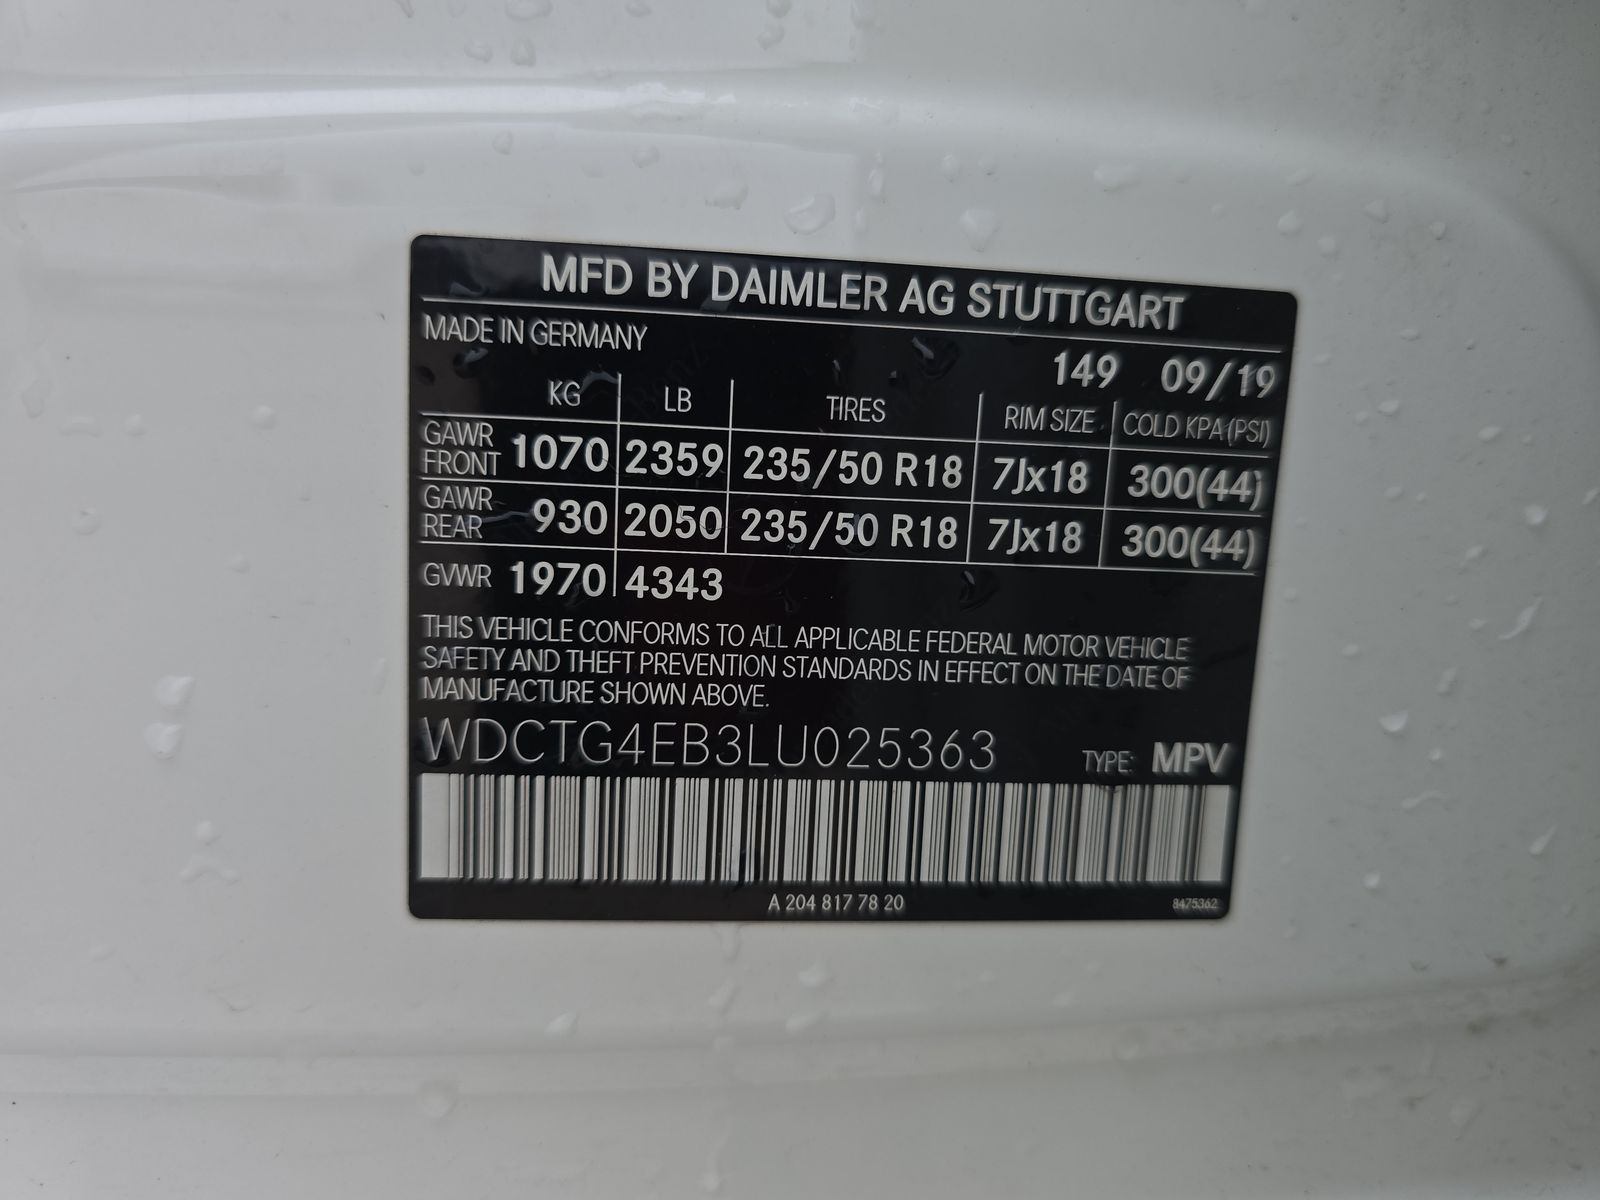 MFD BY DAIMLER AG STUTTGART
MADE IN GERMANY
149 09/19
KG LB TIRES RIM SIZE COLD KPA (PSI)
GAWR FRONT 1070 2359 235/50 R18 7Jx18 300(44)
GAWR REAR 930 2050 235/50 R18 7Jx18 300(44)
GVWR 1970 4343
THIS VEHICLE CONFORMS TO ALL APPLICABLE FEDERAL MOTOR VEHICLE
SAFETY AND THEFT PREVENTION STANDARDS IN EFFECT ON THE DATE OF
MANUFACTURE SHOWN ABOVE.
WDCTG4EB3LU025363 TYPE: MPV
A 204 817 78 20 8475362